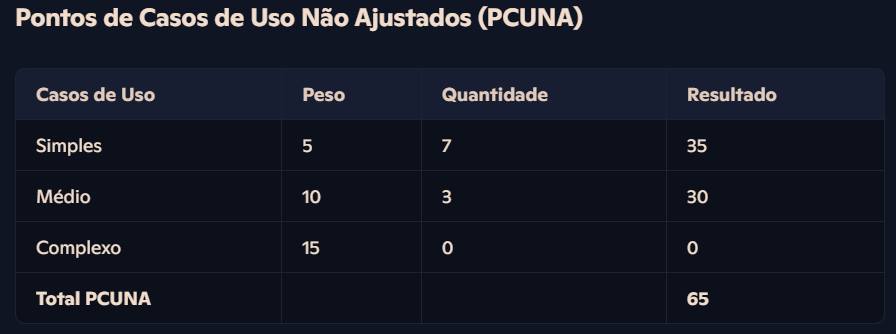 Pontos de Casos de Uso Não Ajustados (PCUNA)
Casos de Uso Peso Quantidade Resultado
Simples 5 7 35
Médio 10 3 30
Complexo 15 0 0
Total PCUNA 65